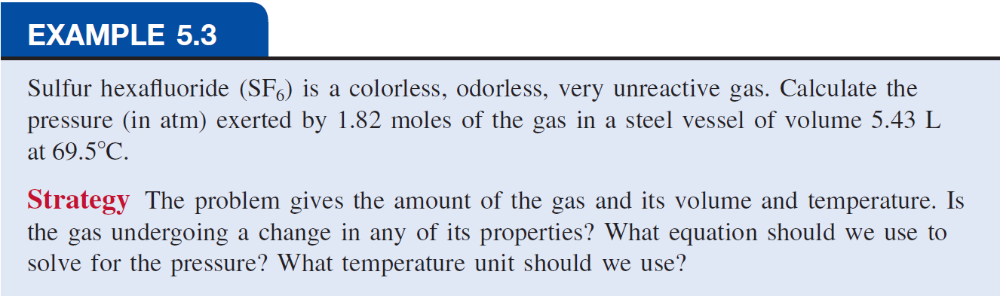 EXAMPLE 5.3
Sulfur hexafluoride (SF₆) is a colorless, odorless, very unreactive gas. Calculate the
pressure (in atm) exerted by 1.82 moles of the gas in a steel vessel of volume 5.43 L
at 69.5°C.
Strategy The problem gives the amount of the gas and its volume and temperature. Is
the gas undergoing a change in any of its properties? What equation should we use to
solve for the pressure? What temperature unit should we use?